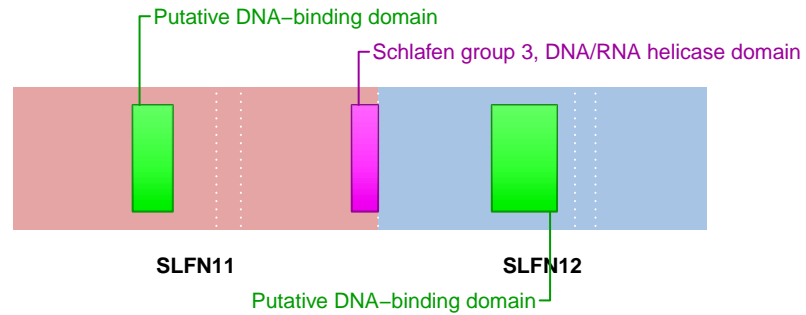 Putative DNA−binding domain
Schlafen group 3, DNA/RNA helicase domain
SLFN11
SLFN12
Putative DNA−binding domain